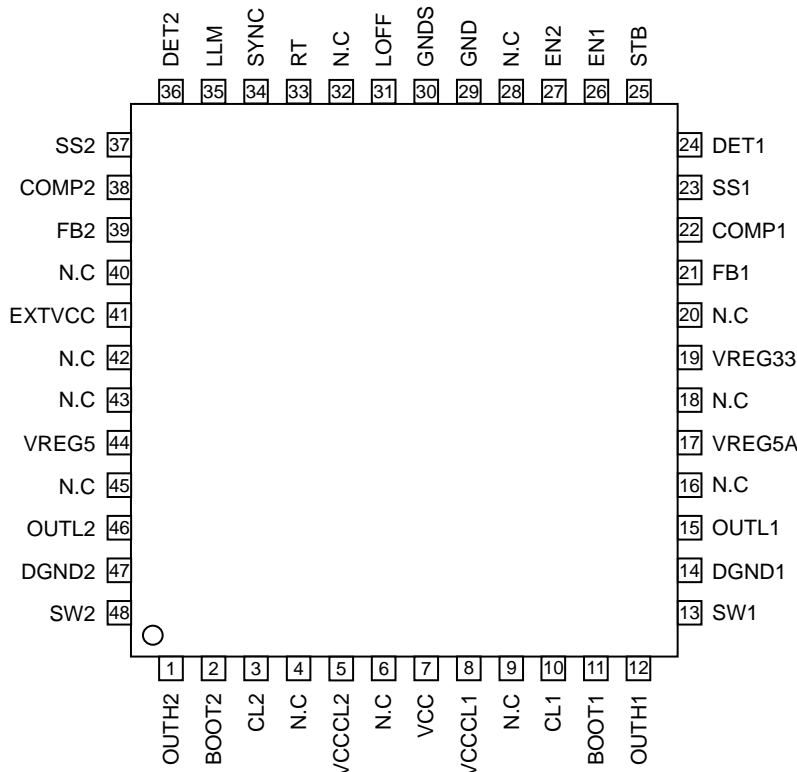 DET2 LLM SYNC RT N.C LOFF GNDS GND N.C EN2 EN1 STB
36 35 34 33 32 31 30 29 28 27 26 25
SS2 37 24 DET1
COMP2 38 23 SS1
FB2 39 22 COMP1
N.C 40 21 FB1
EXTVCC 41 20 N.C
N.C 42 19 VREG33
N.C 43 18 N.C
VREG5 44 17 VREG5A
N.C 45 16 N.C
OUTL2 46 15 OUTL1
DGND2 47 14 DGND1
SW2 48 13 SW1
1 2 3 4 5 6 7 8 9 10 11 12
OUTH2 BOOT2 CL2 N.C VCCCL2 N.C VCC VCCCL1 N.C CL1 BOOT1 OUTH1